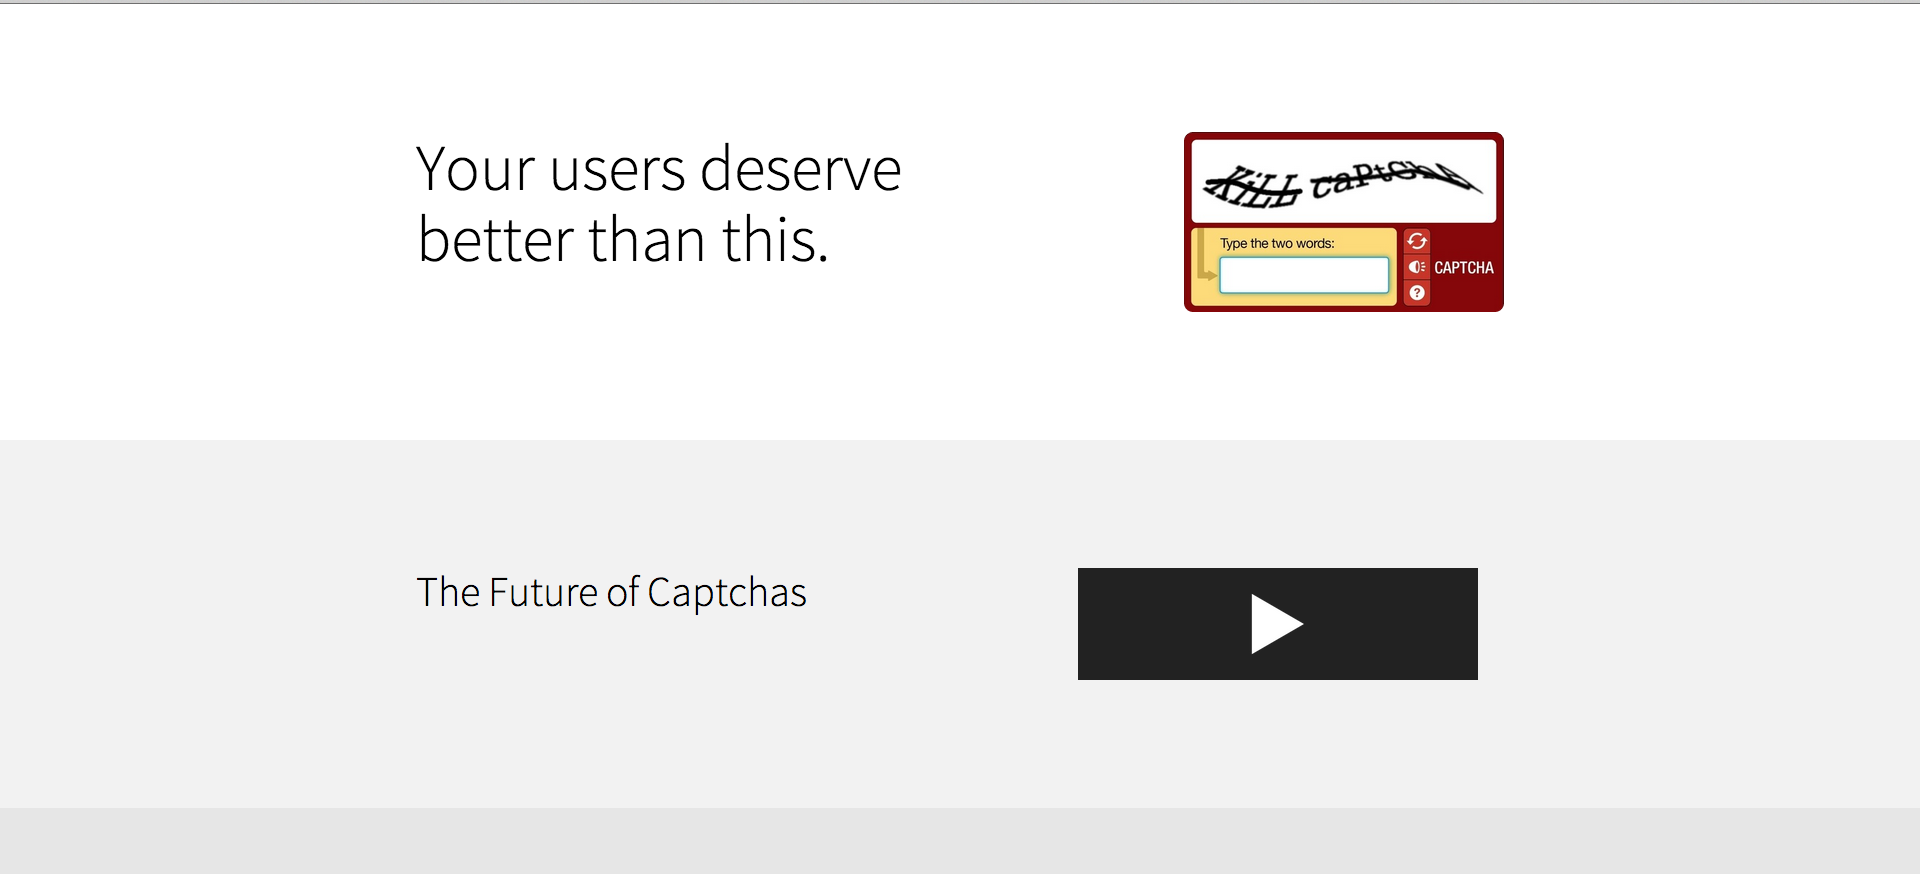 Your users deserve
better than this.
KiLL caPtChA
Type the two words:
CAPTCHA
The Future of Captchas